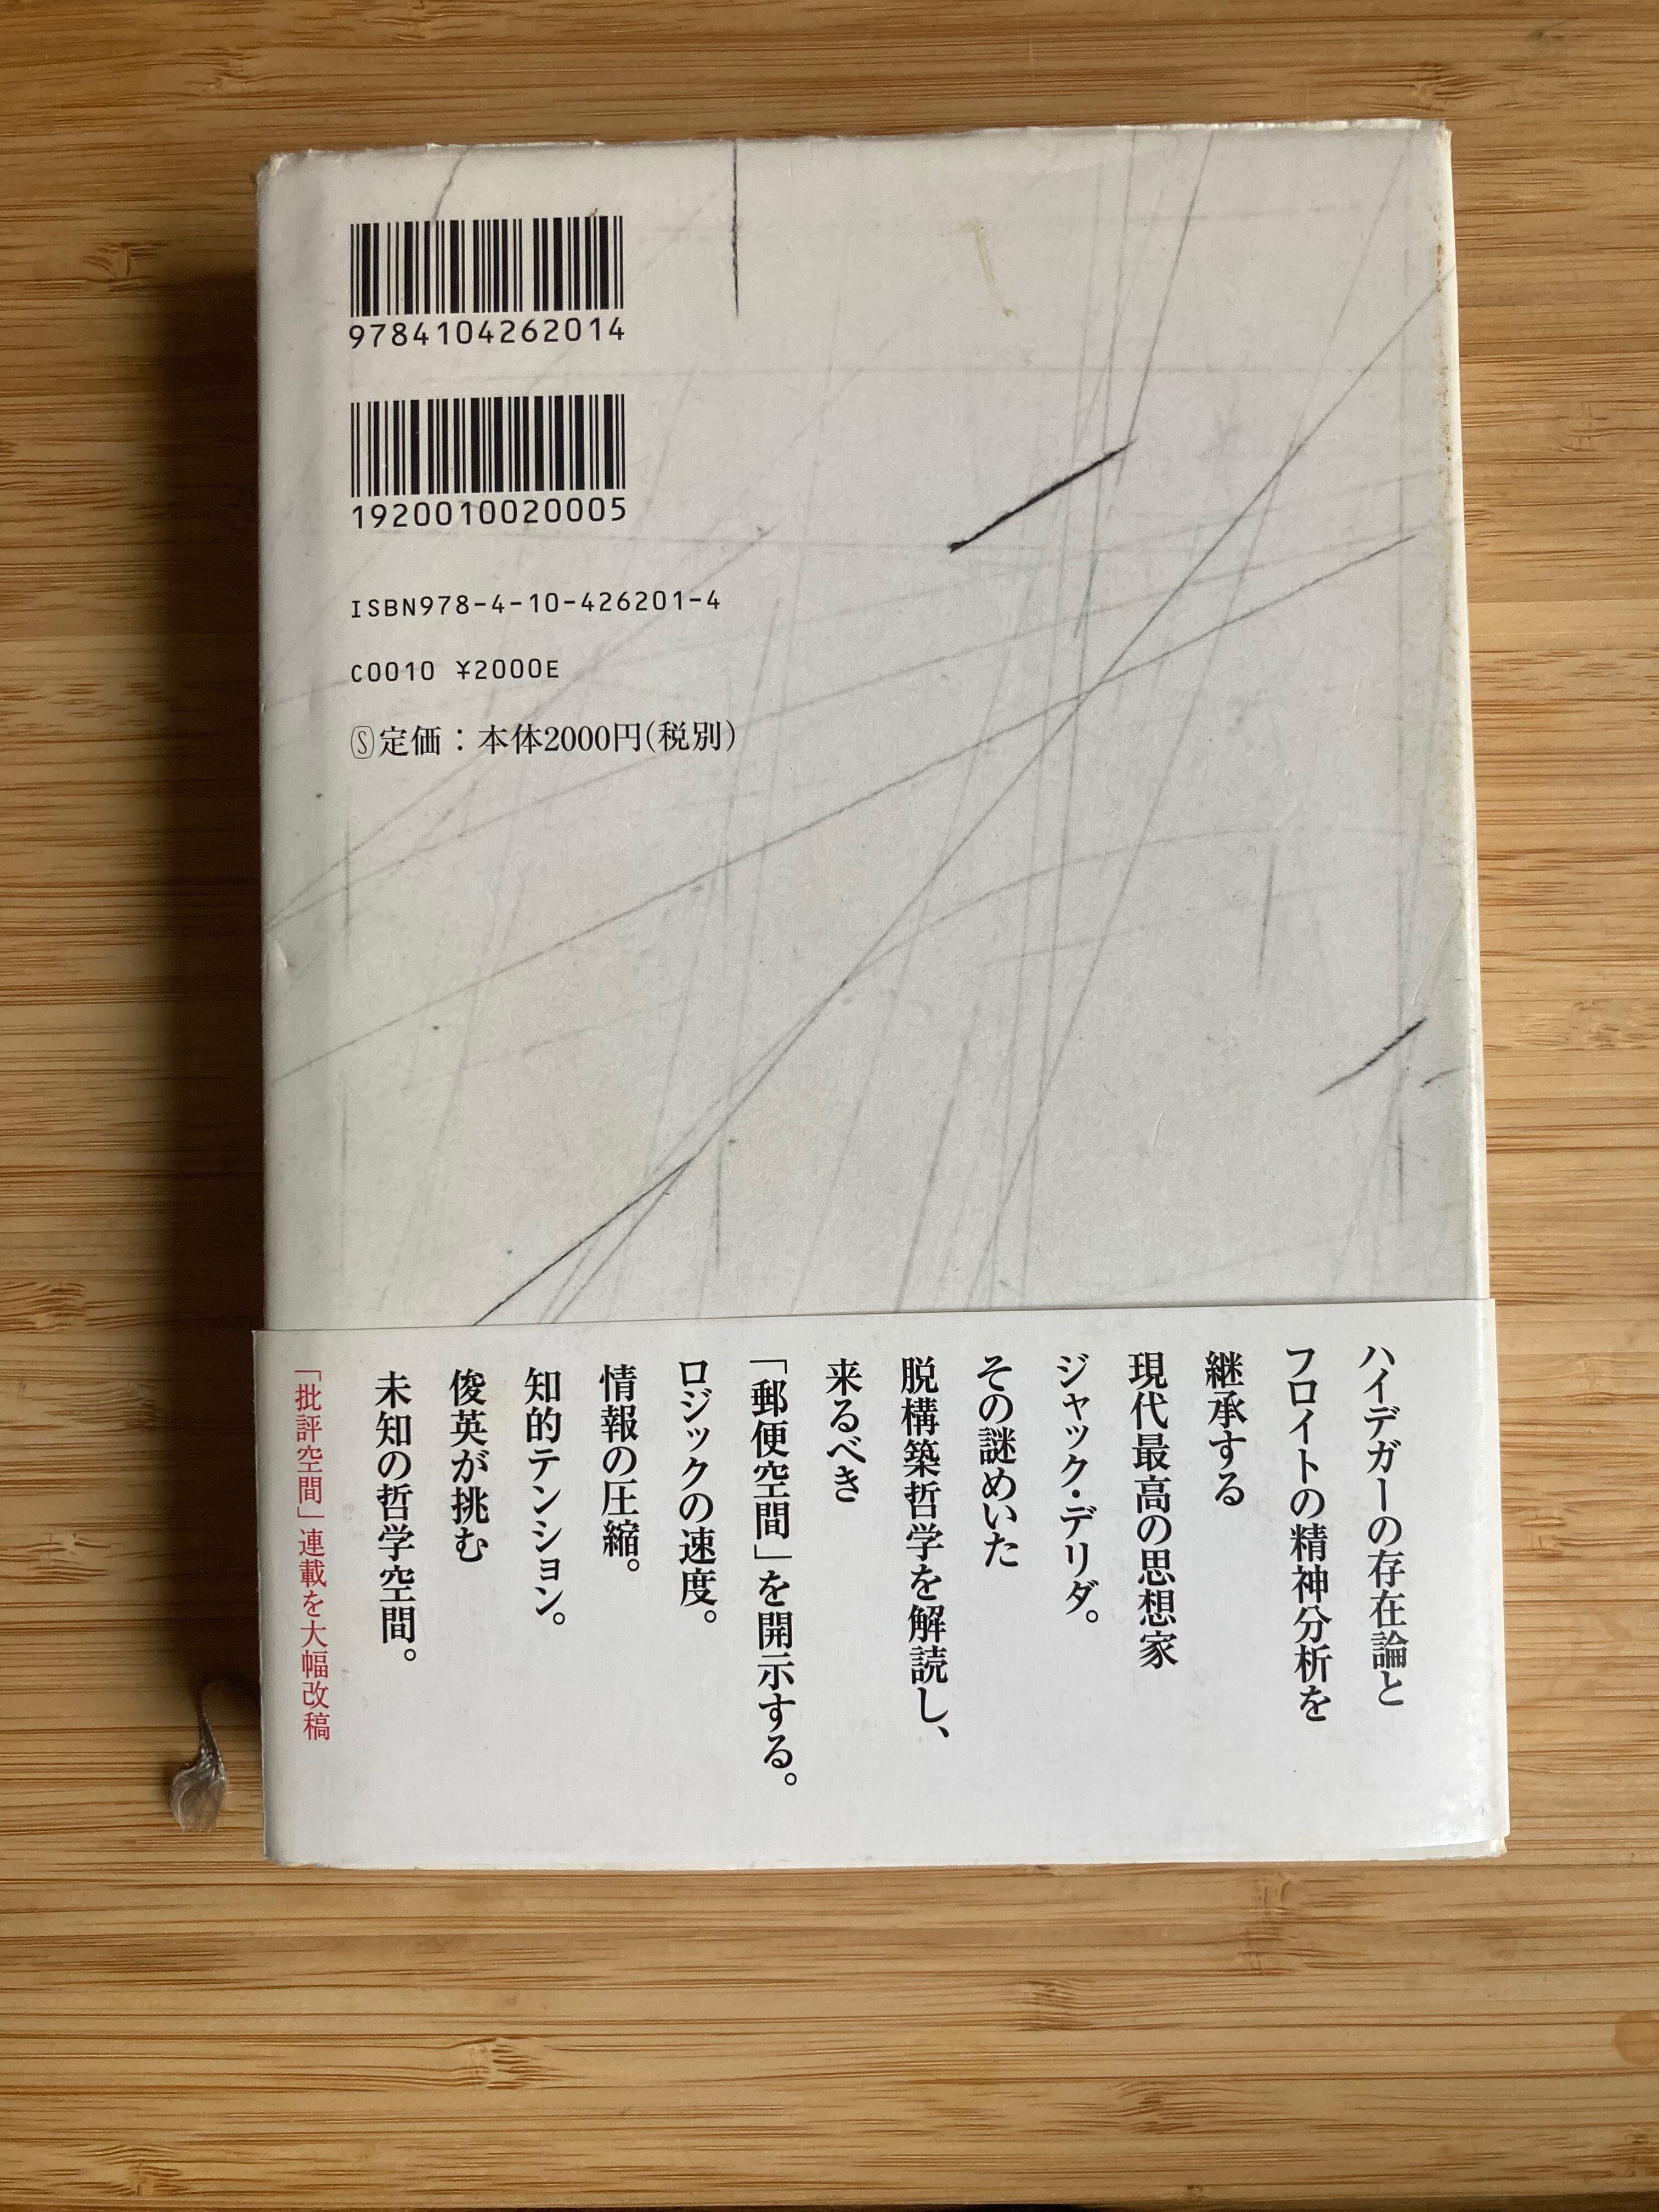 9784104262014
1920010020005
ISBN978-4-10-426201-4
C0010 ¥2000E
Ⓢ定価：本体2000円(税別)
ハイデガーの存在論と
フロイトの精神分析を
継承する
現代最高の思想家
ジャック・デリダ。
その謎めいた
脱構築哲学を解読し、
来るべき
「郵便空間」を開示する。
ロジックの速度。
情報の圧縮。
知的テンション。
俊英が挑む
未知の哲学空間。
「批評空間」連載を大幅改稿